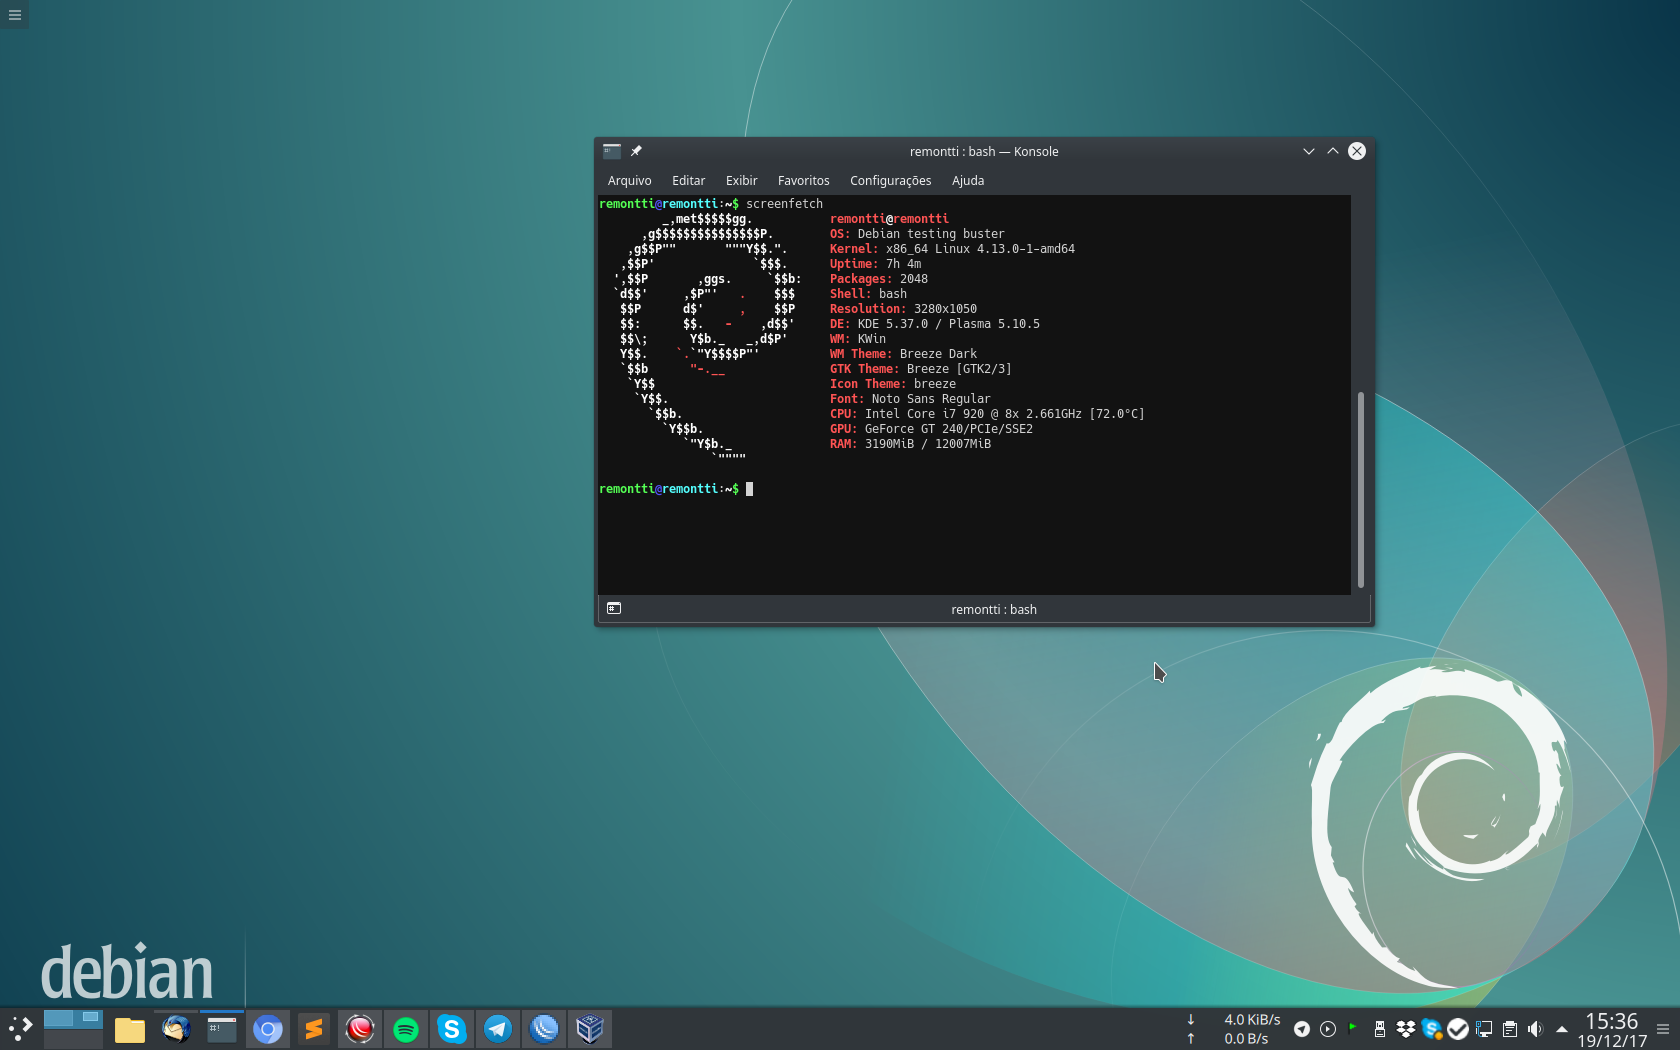 remontti : bash — Konsole
Arquivo Editar Exibir Favoritos Configurações Ajuda
remontti@remontti:~$ screenfetch
         _,met$$$$$gg.           remontti@remontti
      ,g$$$$$$$$$$$$$$$P.        OS: Debian testing buster
    ,g$$P""       """Y$$.".      Kernel: x86_64 Linux 4.13.0-1-amd64
   ,$$P'              `$$$.      Uptime: 7h 4m
  ',$$P       ,ggs.     `$$b:    Packages: 2048
  `d$$'     ,$P"'   .    $$$     Shell: bash
   $$P      d$'     ,    $$P     Resolution: 3280x1050
   $$:      $$.   -    ,d$$'     DE: KDE 5.37.0 / Plasma 5.10.5
   $$\;      Y$b._   _,d$P'      WM: KWin
   Y$$.    `.`"Y$$$$P"'          WM Theme: Breeze Dark
   `$$b      "-.__               GTK Theme: Breeze [GTK2/3]
    `Y$$                         Icon Theme: breeze
     `Y$$.                       Font: Noto Sans Regular
       `$$b.                     CPU: Intel Core i7 920 @ 8x 2.661GHz [72.0°C]
         `Y$$b.                  GPU: GeForce GT 240/PCIe/SSE2
            `"Y$b._              RAM: 3190MiB / 12007MiB
                `""""
remontti@remontti:~$
remontti : bash
debian
4.0 KiB/s
0.0 B/s
15:36
19/12/17